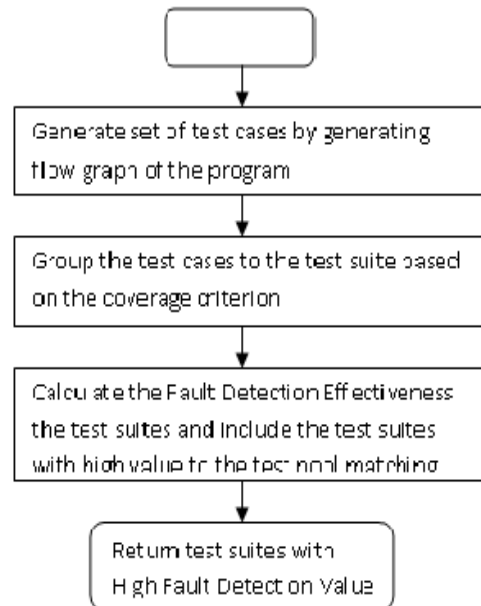 Generate set of test cases by generating
flow graph of the program
Group the test cases to the test suite based
on the coverage criterion
Calculate the Fault Detection Effectiveness
the test suites and include the test suites
with high value to the test pool matching
Return test suites with
High Fault Detection Value